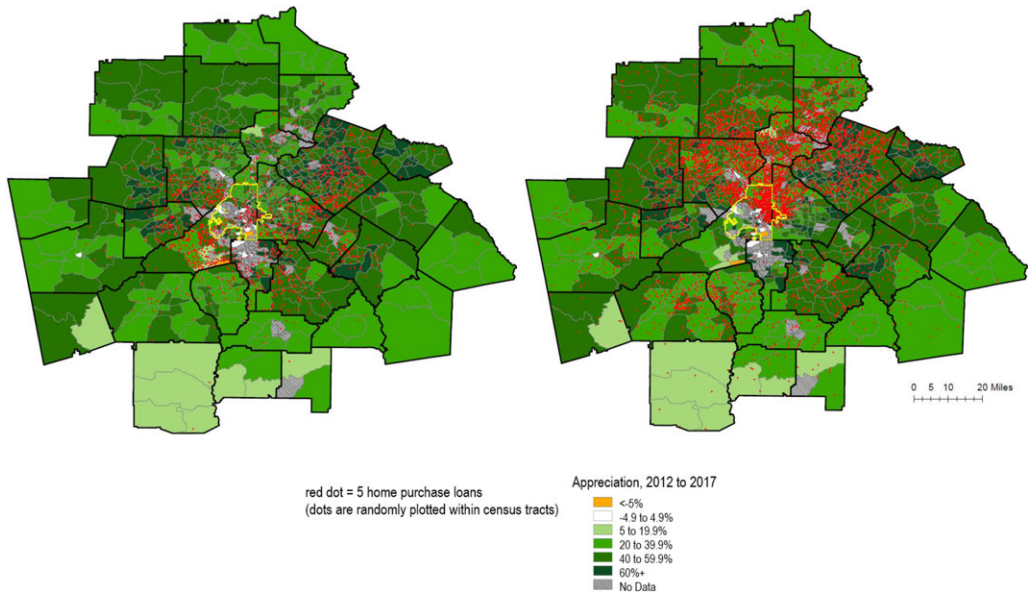 0 5 10 20 Miles
red dot = 5 home purchase loans
(dots are randomly plotted within census tracts)
Appreciation, 2012 to 2017
<-5%
-4.9 to 4.9%
5 to 19.9%
20 to 39.9%
40 to 59.9%
60%+
No Data